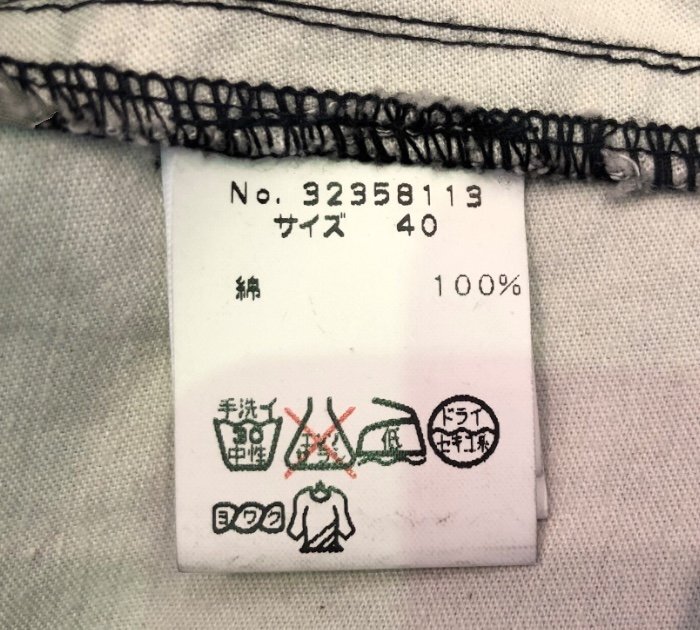 No. 32358113
サイズ 40
綿 100%
手洗イ
30
中性
低
ドライ
セキユ系
ヨワク